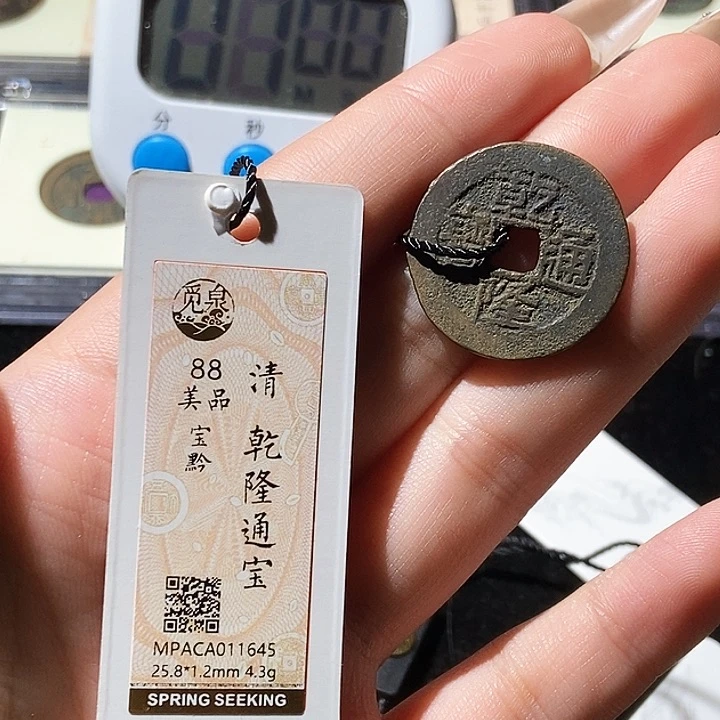 分 秒
觅泉
88
美品
宝黔
清 乾隆通宝
MPACA011645
25.8*1.2mm 4.3g
SPRING SEEKING
乾隆通寶